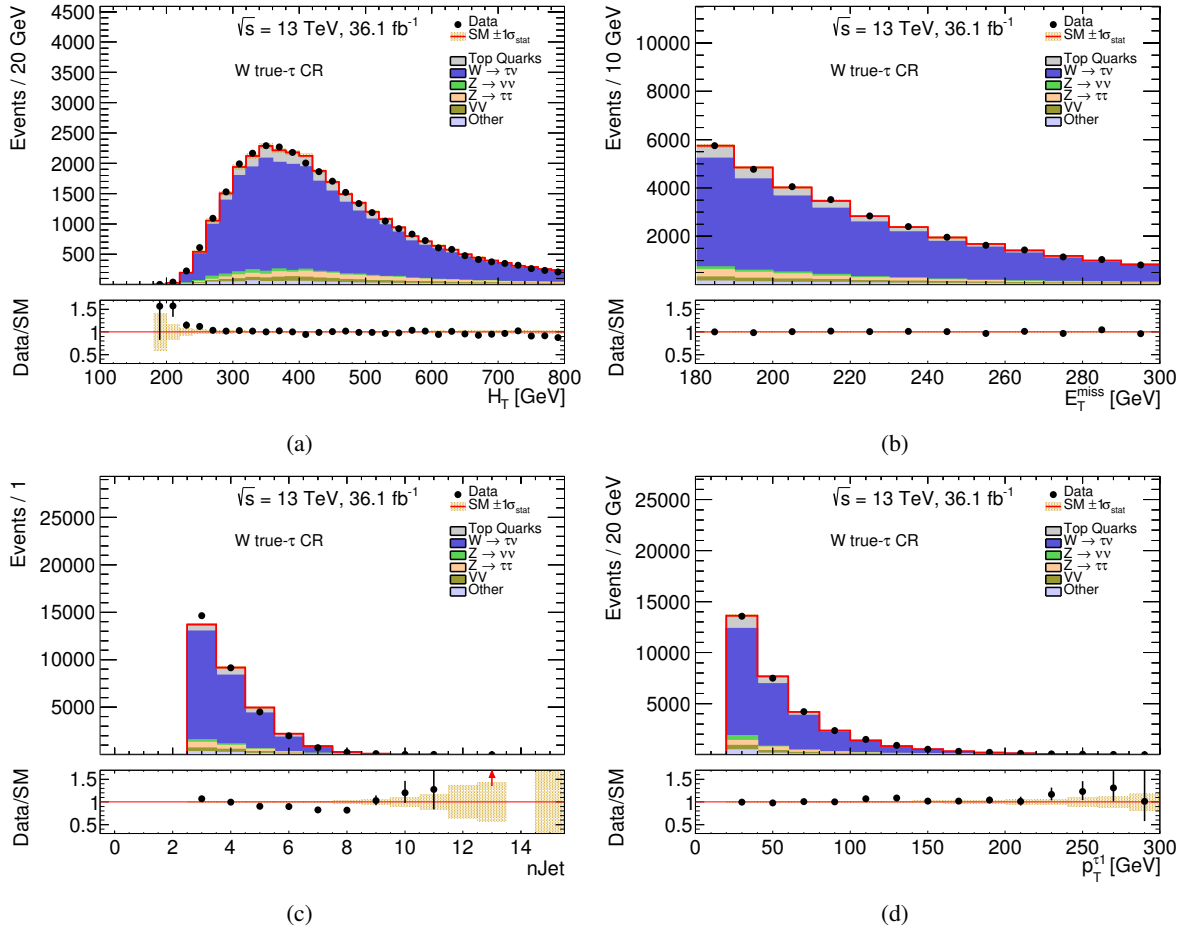 Events / 20 GeV
4500
4000
3500
3000
2500
2000
1500
1000
500
√s = 13 TeV, 36.1 fb⁻¹
W true-τ CR
Data
SM ±1σstat
Top Quarks
W → τν
Z → νν
Z → ττ
VV
Other
Data/SM
1.5
1
0.5
100 200 300 400 500 600 700 800
H_T [GeV]
(a)
Events / 10 GeV
10000
8000
6000
4000
2000
√s = 13 TeV, 36.1 fb⁻¹
W true-τ CR
Data
SM ±1σstat
Top Quarks
W → τν
Z → νν
Z → ττ
VV
Other
Data/SM
1.5
1
0.5
180 200 220 240 260 280 300
E_T^miss [GeV]
(b)
Events / 1
25000
20000
15000
10000
5000
√s = 13 TeV, 36.1 fb⁻¹
W true-τ CR
Data
SM ±1σstat
Top Quarks
W → τν
Z → νν
Z → ττ
VV
Other
Data/SM
1.5
1
0.5
0 2 4 6 8 10 12 14
nJet
(c)
Events / 20 GeV
25000
20000
15000
10000
5000
√s = 13 TeV, 36.1 fb⁻¹
W true-τ CR
Data
SM ±1σstat
Top Quarks
W → τν
Z → νν
Z → ττ
VV
Other
Data/SM
1.5
1
0.5
0 50 100 150 200 250 300
p_T^τ1 [GeV]
(d)